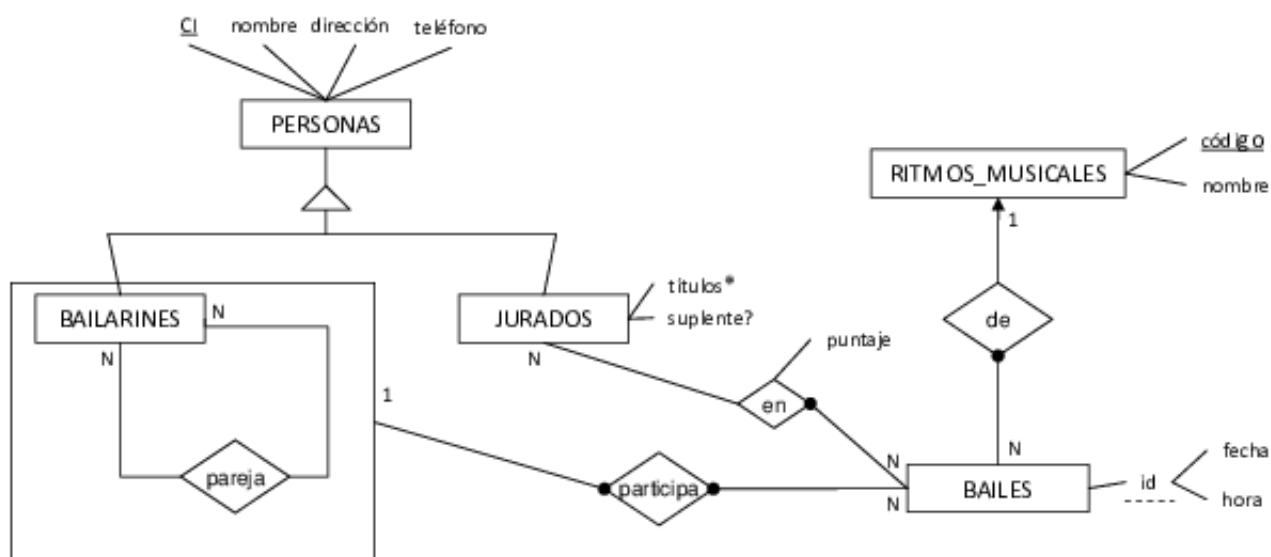 CI nombre dirección teléfono
PERSONAS
código
RITMOS_MUSICALES
nombre
1
títulos*
BAILARINES N
JURADOS
suplente?
de
N
N
puntaje
1
en
N
N
fecha
pareja
participa
BAILES
id
N
hora